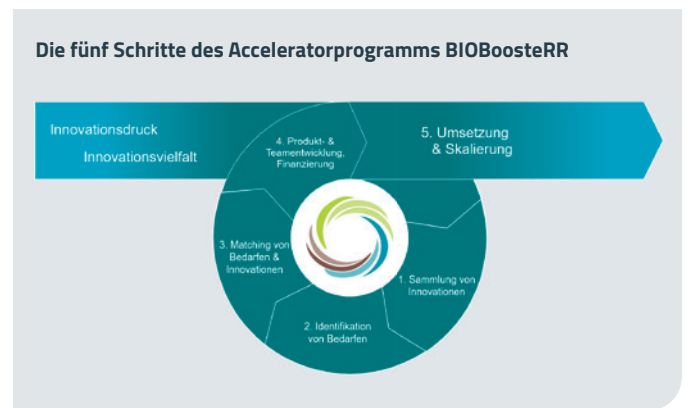 Die fünf Schritte des Acceleratorprogramms BIOBoosteRR
Innovationsdruck
Innovationsvielfalt
1. Sammlung von
Innovationen
2. Identifikation
von Bedarfen
3. Matching von
Bedarfen &
Innovationen
4. Produkt- &
Teamentwicklung,
Finanzierung
5. Umsetzung
& Skalierung